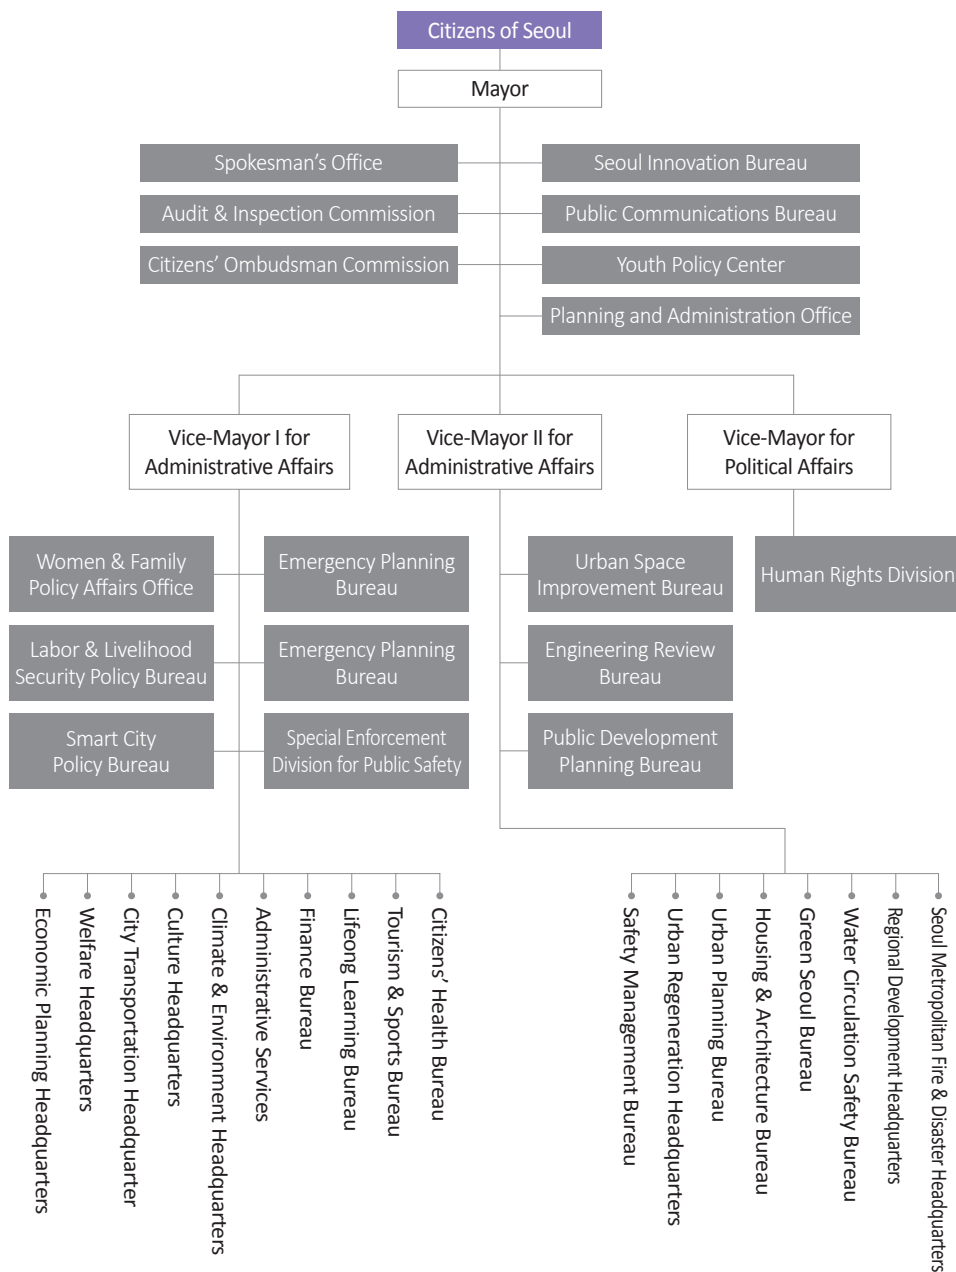 Citizens of Seoul
Mayor
Spokesman's Office
Seoul Innovation Bureau
Audit & Inspection Commission
Public Communications Bureau
Citizens' Ombudsman Commission
Youth Policy Center
Planning and Administration Office
Vice-Mayor I for
Administrative Affairs
Vice-Mayor II for
Administrative Affairs
Vice-Mayor for
Political Affairs
Women & Family
Policy Affairs Office
Emergency Planning
Bureau
Urban Space
Improvement Bureau
Human Rights Division
Labor & Livelihood
Security Policy Bureau
Emergency Planning
Bureau
Engineering Review
Bureau
Smart City
Policy Bureau
Special Enforcement
Division for Public Safety
Public Development
Planning Bureau
Economic Planning Headquarters
Welfare Headquarters
City Transportation Headquarter
Culture Headquarters
Climate & Environment Headquarters
Administrative Services
Finance Bureau
Lifeong Learning Bureau
Tourism & Sports Bureau
Citizens' Health Bureau
Safety Management Bureau
Urban Regeneration Headquarters
Urban Planning Bureau
Housing & Architecture Bureau
Green Seoul Bureau
Water Circulation Safety Bureau
Regional Development Headquarters
Seoul Metropolitan Fire & Disaster Headquarters